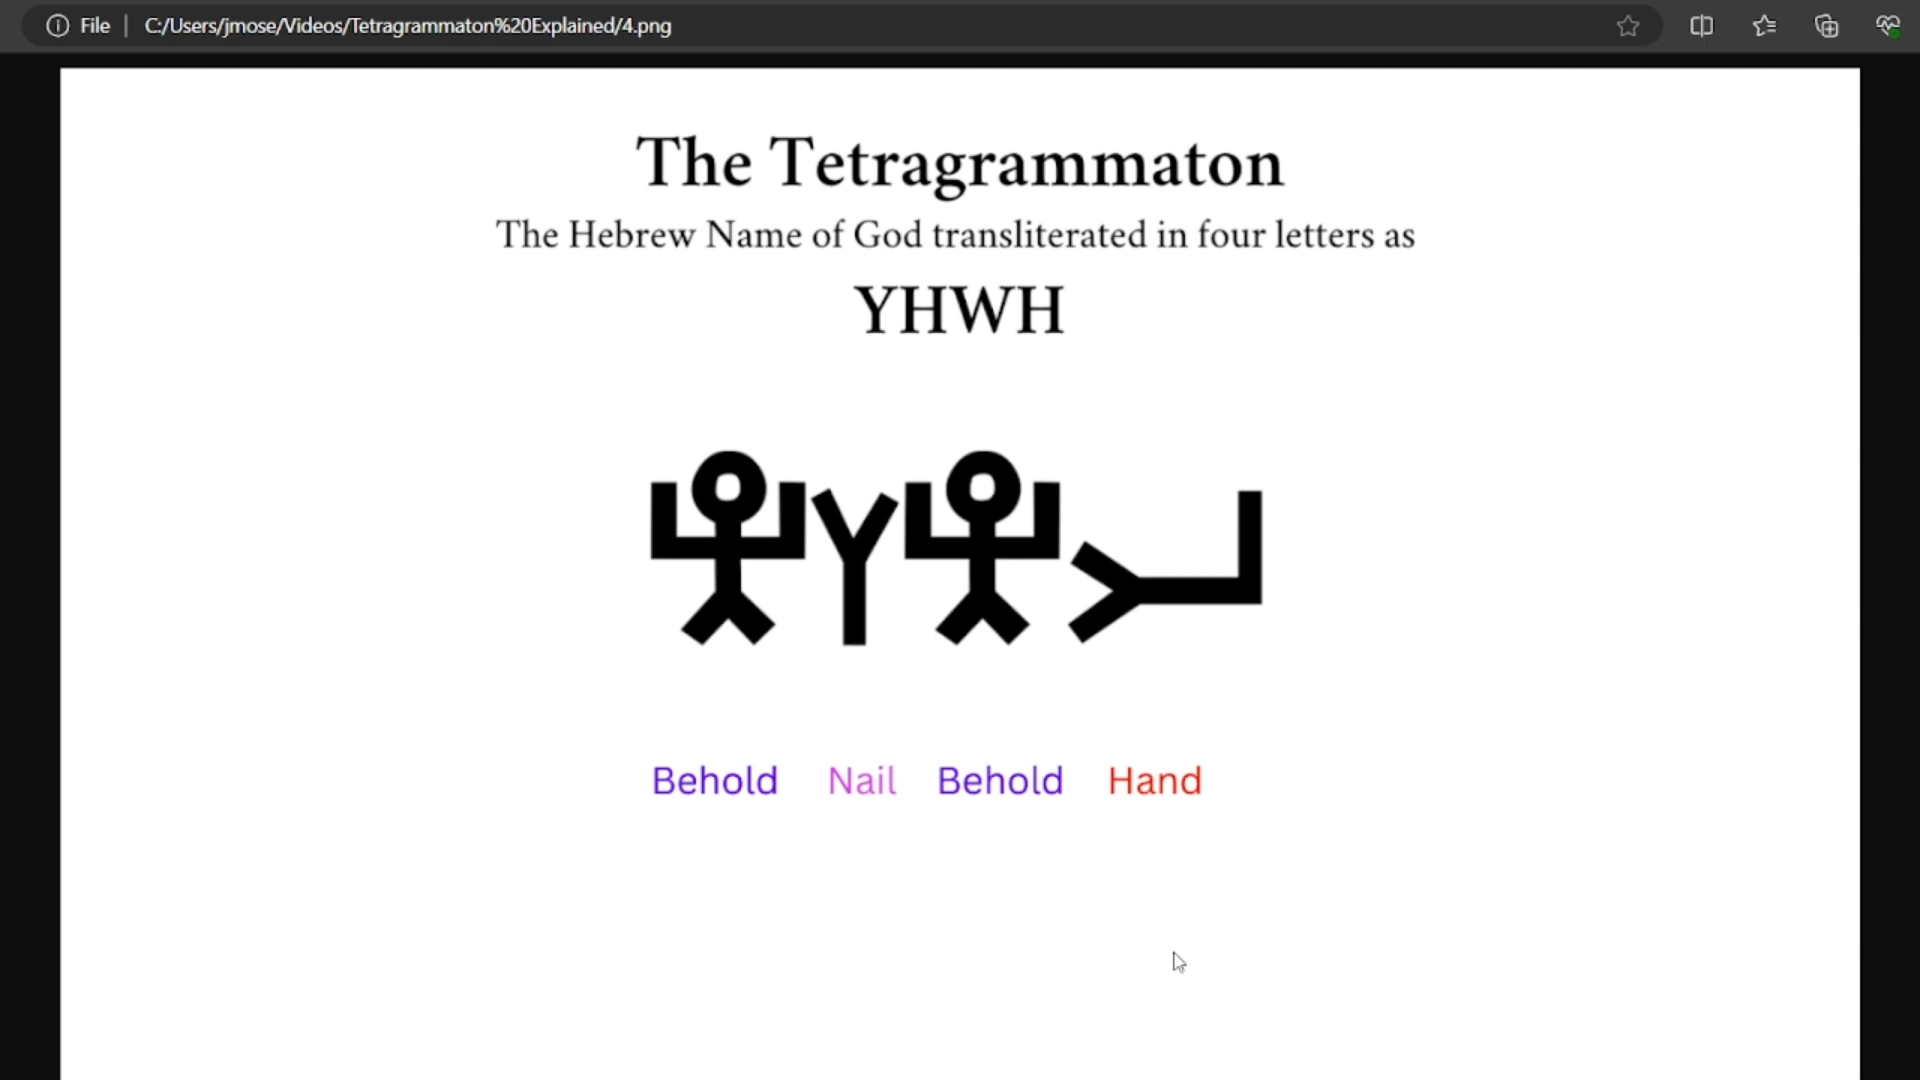 File
C:/Users/jmose/Videos/Tetragrammaton%20Explained/4.png
The Tetragrammaton
The Hebrew Name of God transliterated in four letters as
YHWH
Behold Nail Behold Hand